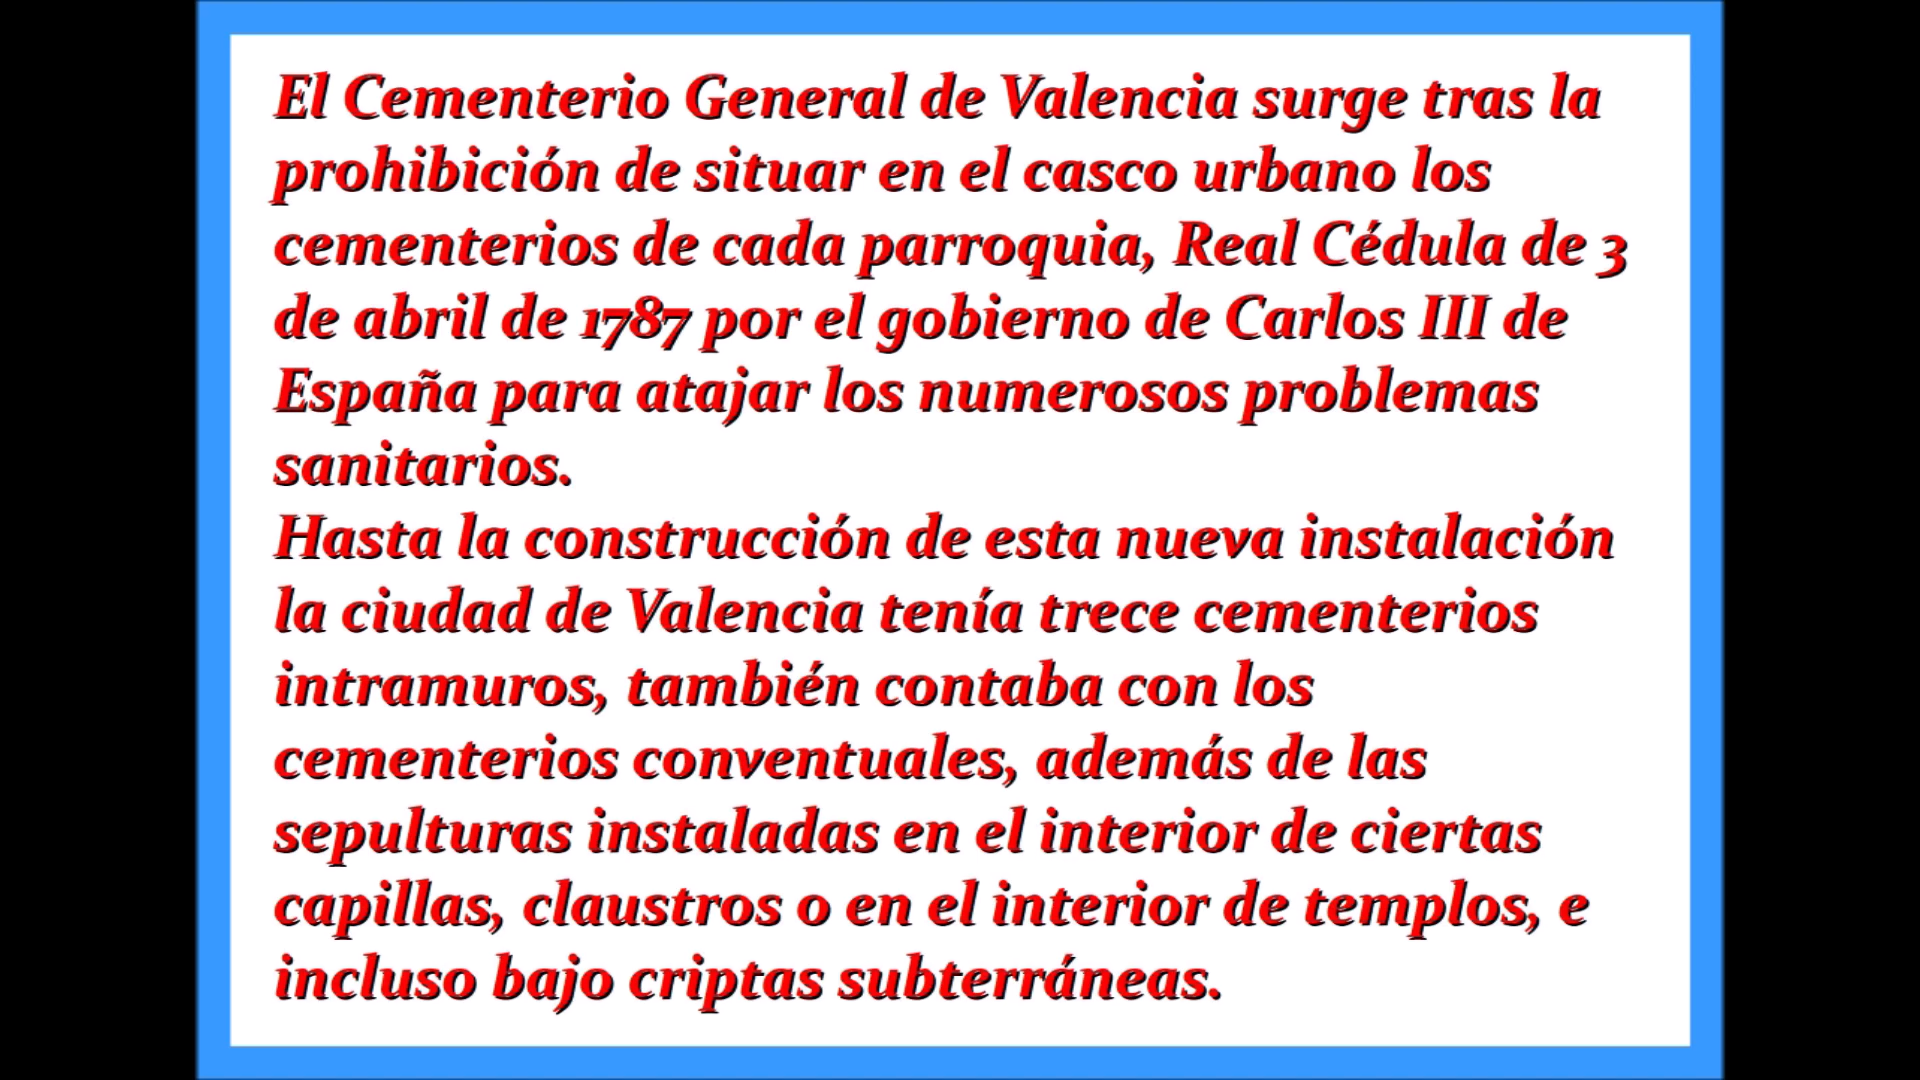 El Cementerio General de Valencia surge tras la
prohibición de situar en el casco urbano los
cementerios de cada parroquia, Real Cédula de 3
de abril de 1787 por el gobierno de Carlos III de
España para atajar los numerosos problemas
sanitarios.
Hasta la construcción de esta nueva instalación
la ciudad de Valencia tenía trece cementerios
intramuros, también contaba con los
cementerios conventuales, además de las
sepulturas instaladas en el interior de ciertas
capillas, claustros o en el interior de templos, e
incluso bajo criptas subterráneas.